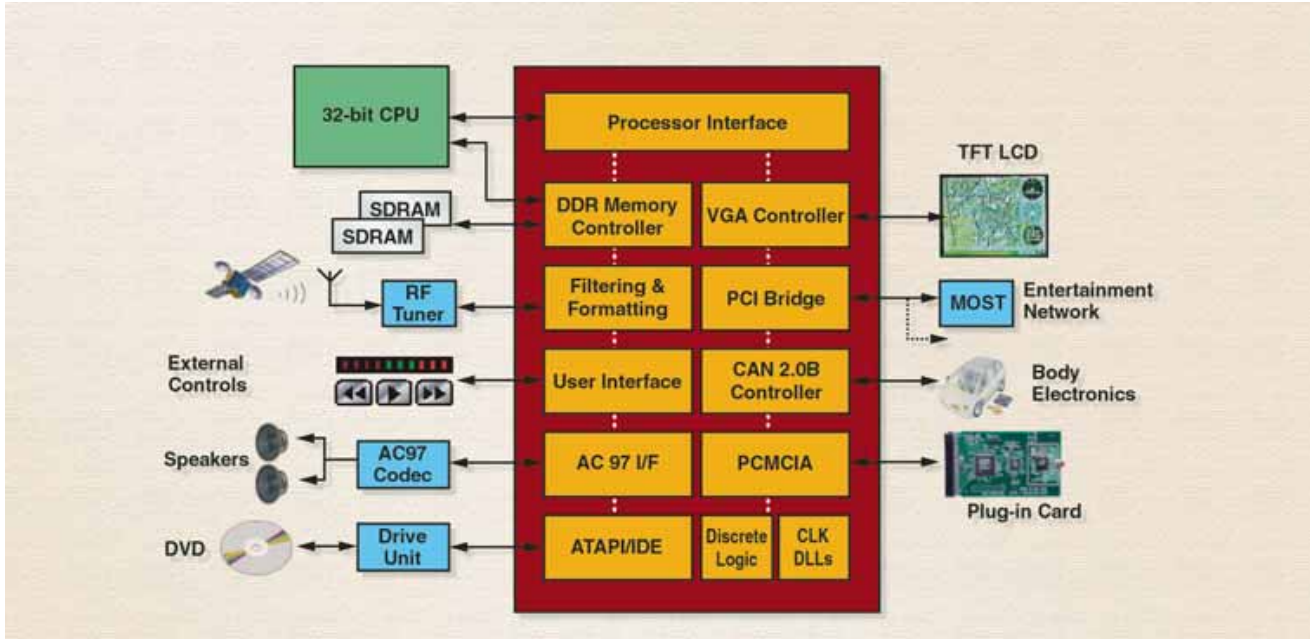 32-bit CPU
Processor Interface
TFT LCD
SDRAM
SDRAM
DDR Memory
Controller
VGA Controller
RF
Tuner
Filtering &
Formatting
PCI Bridge
MOST
Entertainment
Network
External
Controls
User Interface
CAN 2.0B
Controller
Body
Electronics
Speakers
AC97
Codec
AC 97 I/F
PCMCIA
Plug-in Card
DVD
Drive
Unit
ATAPI/IDE
Discrete
Logic
CLK
DLLs